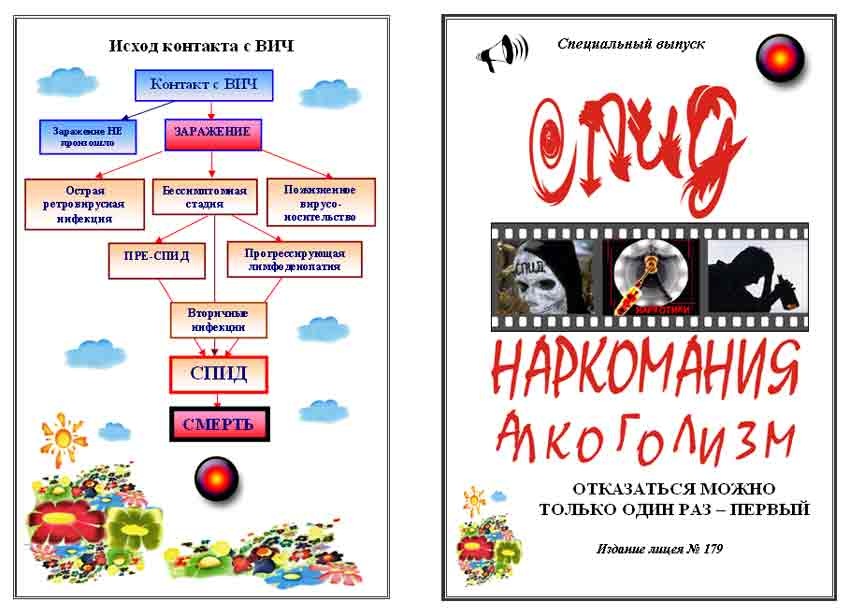 Исход контакта с ВИЧ
Контакт с ВИЧ
Заражение НЕ
произошло
ЗАРАЖЕНИЕ
Острая
ретровирусная
инфекция
Бессимптомная
стадия
Пожизненное
вирусо-
носительство
ПРЕ-СПИД
Прогрессирующая
лимфоденопатия
Вторичные
инфекции
СПИД
СМЕРТЬ
Специальный выпуск
СПИД
СПИД
НАРКОТИКИ
НАРКОМАНИЯ
АЛКОГОЛИЗМ
ОТКАЗАТЬСЯ МОЖНО
ТОЛЬКО ОДИН РАЗ – ПЕРВЫЙ
Издание лицея № 179